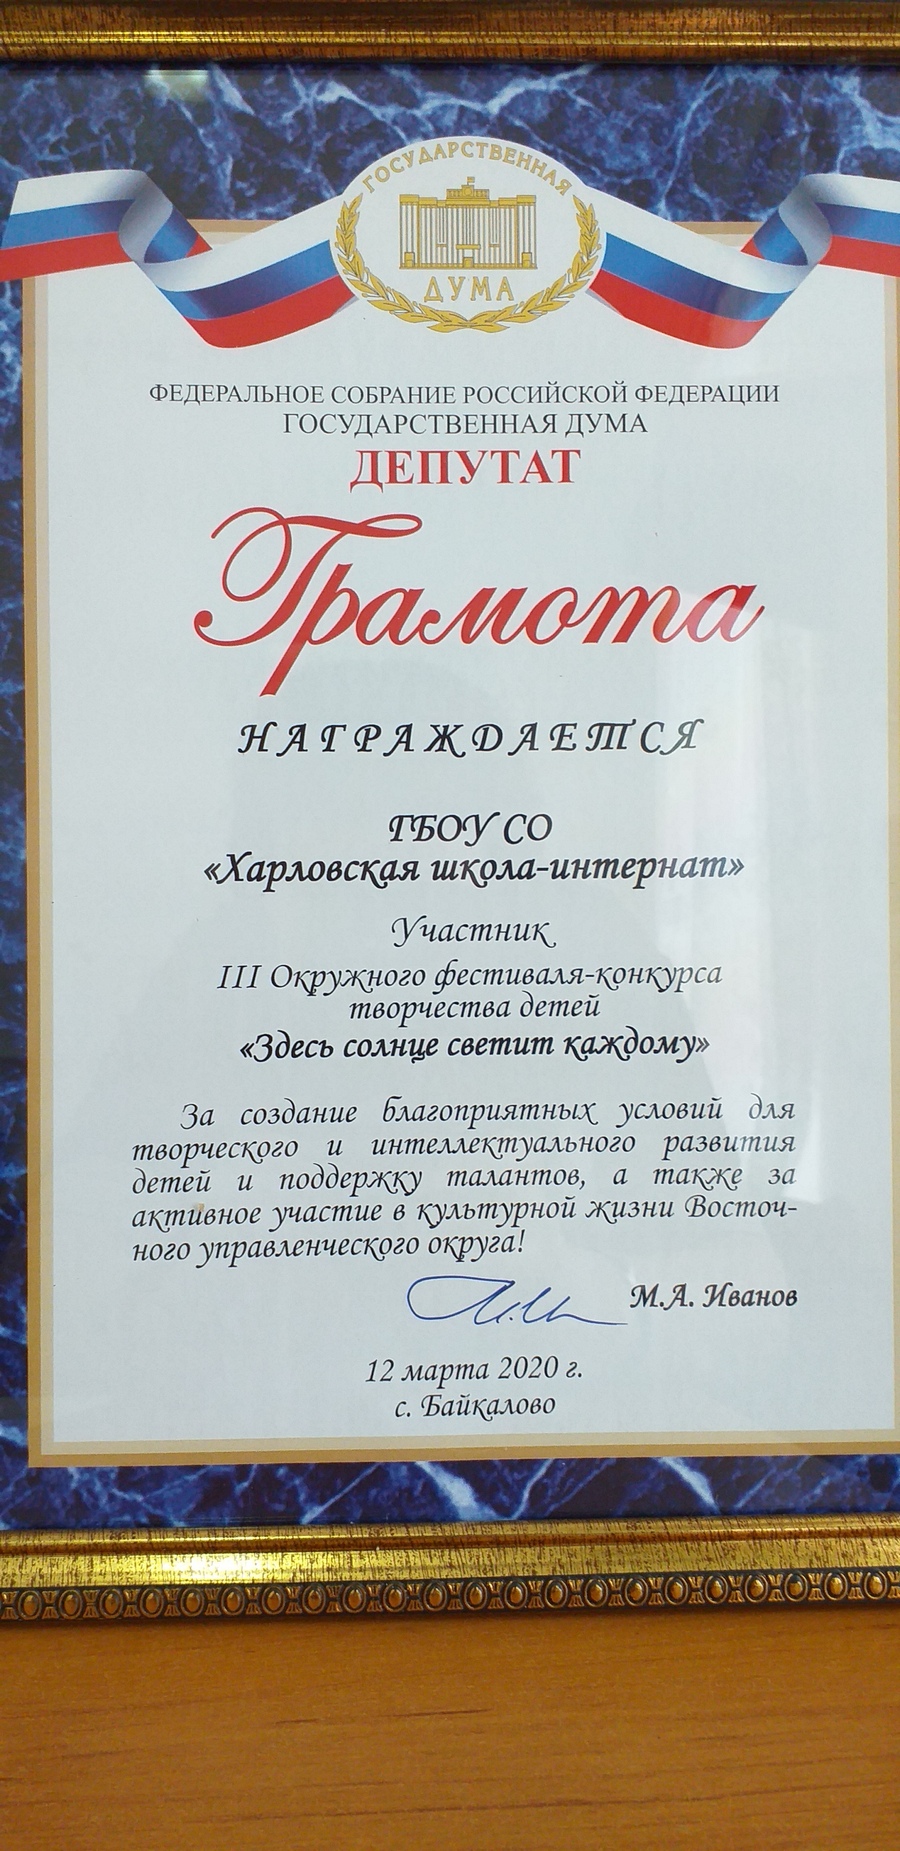 ГОСУДАРСТВЕННАЯ
ДУМА
ФЕДЕРАЛЬНОЕ СОБРАНИЕ РОССИЙСКОЙ ФЕДЕРАЦИИ
ГОСУДАРСТВЕННАЯ ДУМА
ДЕПУТАТ
Грамота
НАГРАЖДАЕТСЯ
ГБОУ СО
«Харловская школа-интернат»
Участник
III Окружного фестиваля-конкурса
творчества детей
«Здесь солнце светит каждому»
За создание благоприятных условий для
творческого и интеллектуального развития
детей и поддержку талантов, а также за
активное участие в культурной жизни Восточ-
ного управленческого округа!
М.А. Иванов
12 марта 2020 г.
с. Байкалово